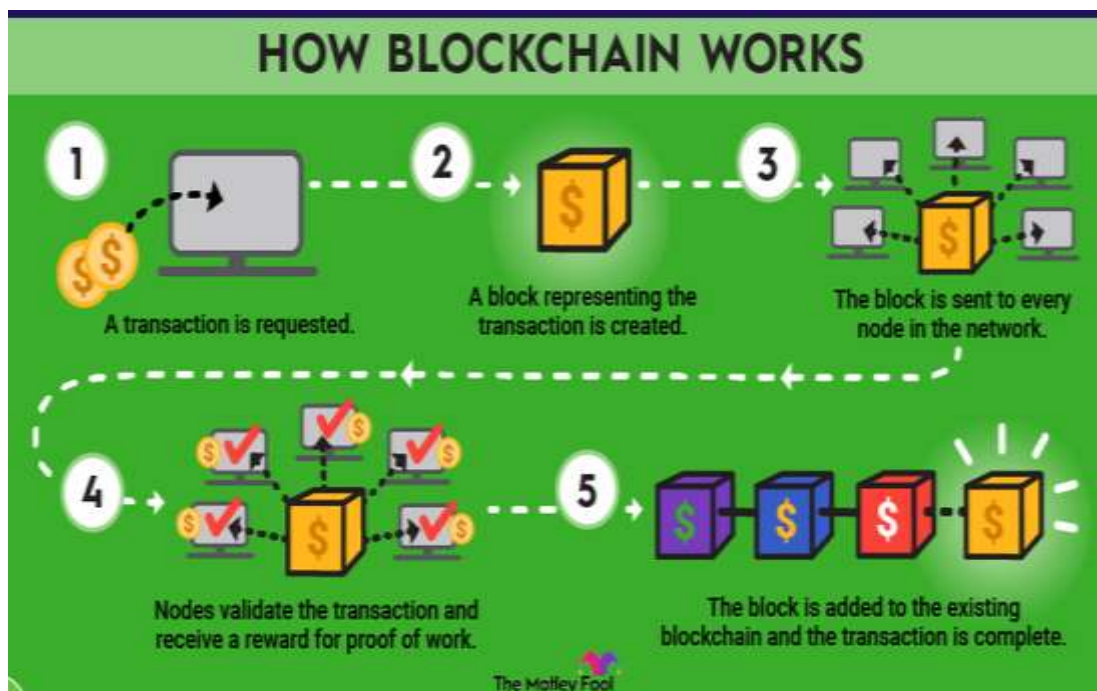 HOW BLOCKCHAIN WORKS
1
2
3
A transaction is requested.
A block representing the
transaction is created.
The block is sent to every
node in the network.
4
5
Nodes validate the transaction and
receive a reward for proof of work.
The block is added to the existing
blockchain and the transaction is complete.
The Motley Fool